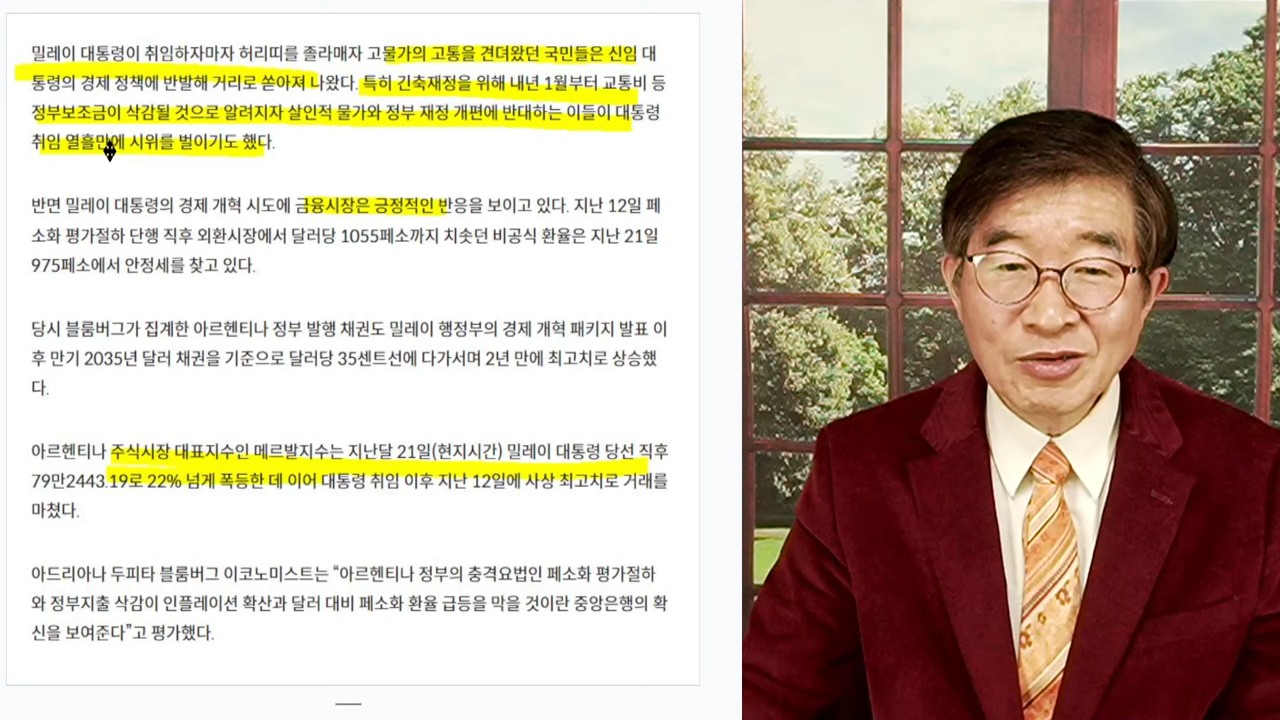 밀레이 대통령이 취임하자마자 허리띠를 졸라매자 고물가의 고통을 견뎌왔던 국민들은 신임 대
통령의 경제 정책에 반발해 거리로 쏟아져 나왔다. 특히 긴축재정을 위해 내년 1월부터 교통비 등
정부보조금이 삭감될 것으로 알려지자 살인적 물가와 정부 재정 개편에 반대하는 이들이 대통령
취임 열흘만에 시위를 벌이기도 했다.
반면 밀레이 대통령의 경제 개혁 시도에 금융시장은 긍정적인 반응을 보이고 있다. 지난 12일 페
소화 평가절하 단행 직후 외환시장에서 달러당 1055페소까지 치솟던 비공식 환율은 지난 21일
975페소에서 안정세를 찾고 있다.
당시 블룸버그가 집계한 아르헨티나 정부 발행 채권도 밀레이 행정부의 경제 개혁 패키지 발표 이
후 만기 2035년 달러 채권을 기준으로 달러당 35센트선에 다가서며 2년 만에 최고치로 상승했
다.
아르헨티나 주식시장 대표지수인 메르발지수는 지난달 21일(현지시간) 밀레이 대통령 당선 직후
79만2443.19로 22% 넘게 폭등한 데 이어 대통령 취임 이후 지난 12일에 사상 최고치로 거래를
마쳤다.
아드리아나 두피타 블룸버그 이코노미스트는 “아르헨티나 정부의 충격요법인 페소화 평가절하
와 정부지출 삭감이 인플레이션 확산과 달러 대비 페소화 환율 급등을 막을 것이란 중앙은행의 확
신을 보여준다”고 평가했다.